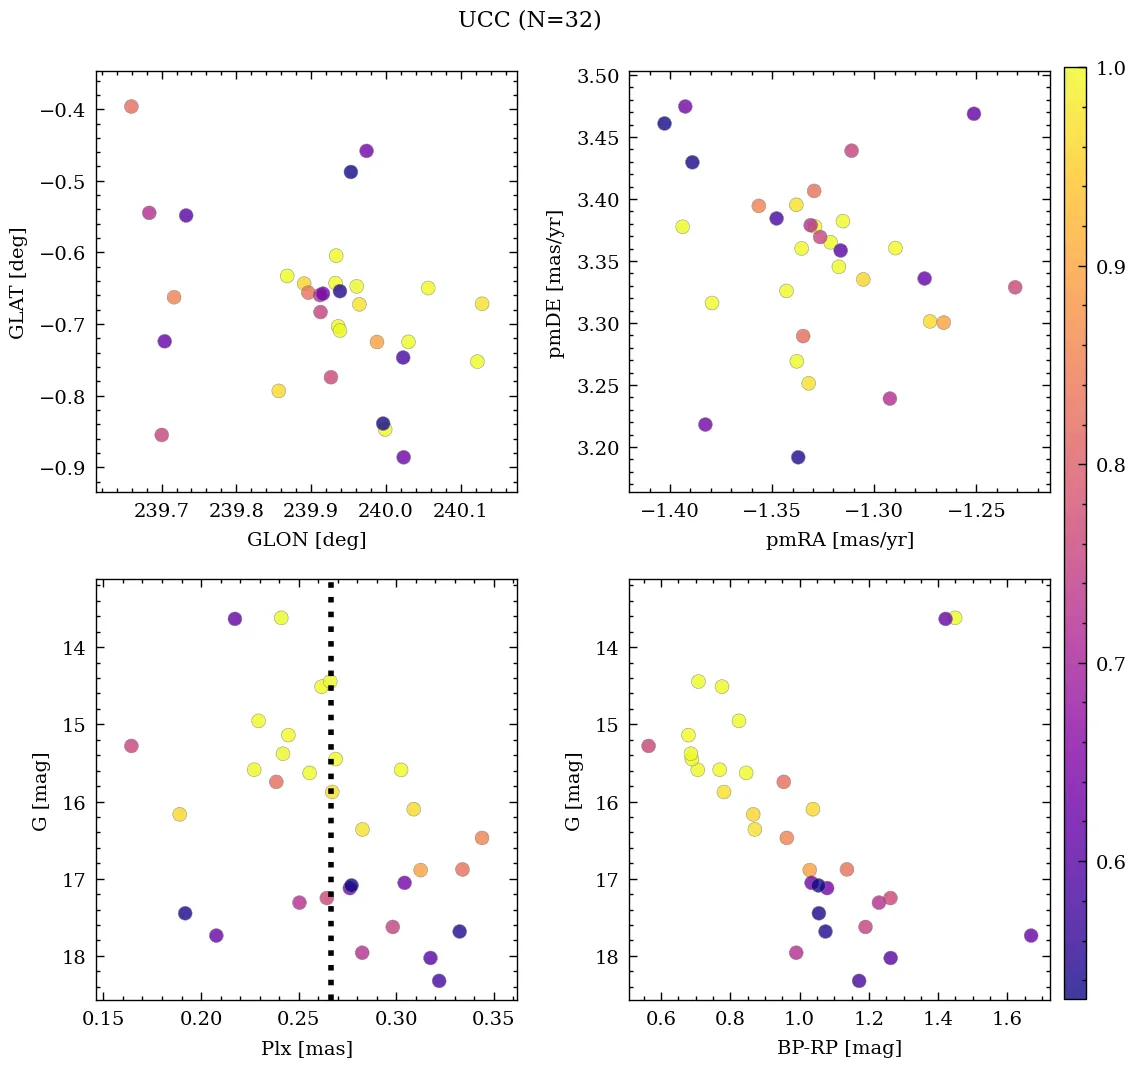 UCC (N=32)
−0.4
−0.5
−0.6
−0.7
−0.8
−0.9
GLAT [deg]
239.7 239.8 239.9 240.0 240.1
GLON [deg]
3.50
3.45
3.40
3.35
3.30
3.25
3.20
pmDE [mas/yr]
−1.40 −1.35 −1.30 −1.25
pmRA [mas/yr]
14
15
16
17
18
G [mag]
0.15 0.20 0.25 0.30 0.35
Plx [mas]
14
15
16
17
18
G [mag]
0.6 0.8 1.0 1.2 1.4 1.6
BP-RP [mag]
1.0
0.9
0.8
0.7
0.6